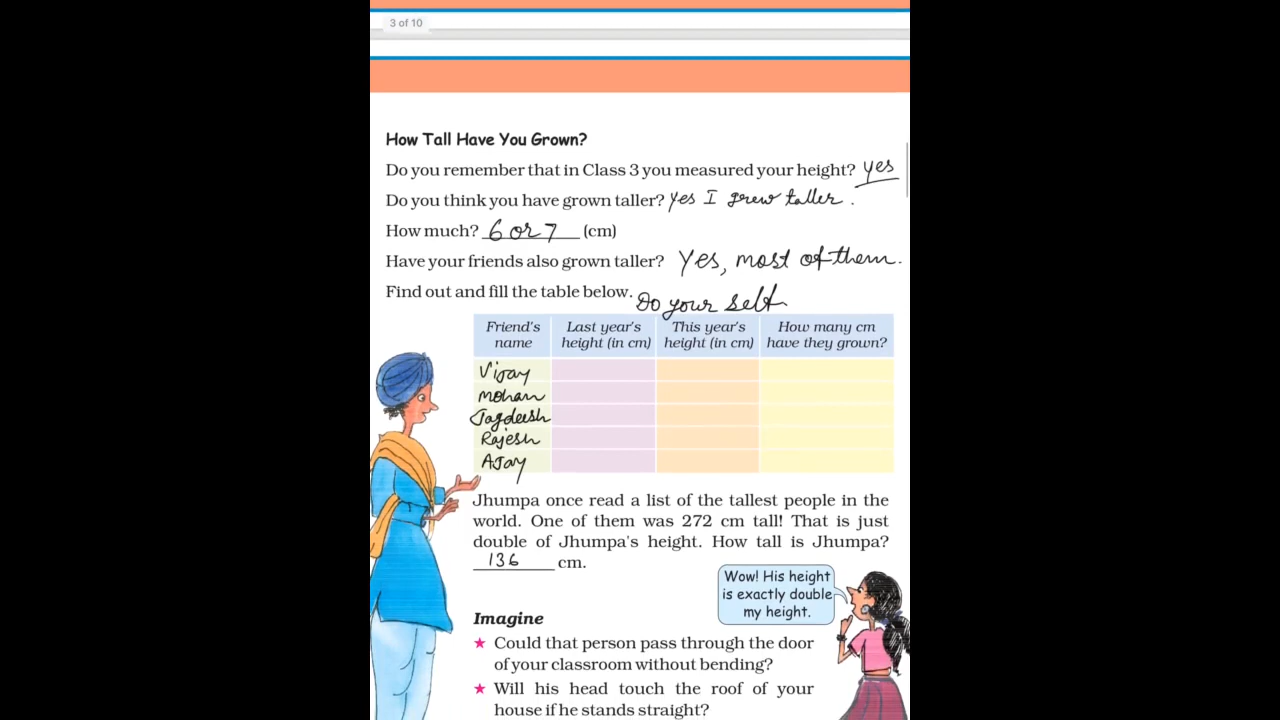 3 of 10
How Tall Have You Grown?
Do you remember that in Class 3 you measured your height? yes
Do you think you have grown taller? Yes I grew taller.
How much? 6 or 7 (cm)
Have your friends also grown taller? Yes, most of them.
Find out and fill the table below. Do your self
Friend's name
Last year's height (in cm)
This year's height (in cm)
How many cm have they grown?
Vijay
Mohan
Jagdeesh
Rajesh
AJay
Jhumpa once read a list of the tallest people in the
world. One of them was 272 cm tall! That is just
double of Jhumpa's height. How tall is Jhumpa?
136 cm.
Wow! His height
is exactly double
my height.
Imagine
★ Could that person pass through the door
of your classroom without bending?
★ Will his head touch the roof of your
house if he stands straight?